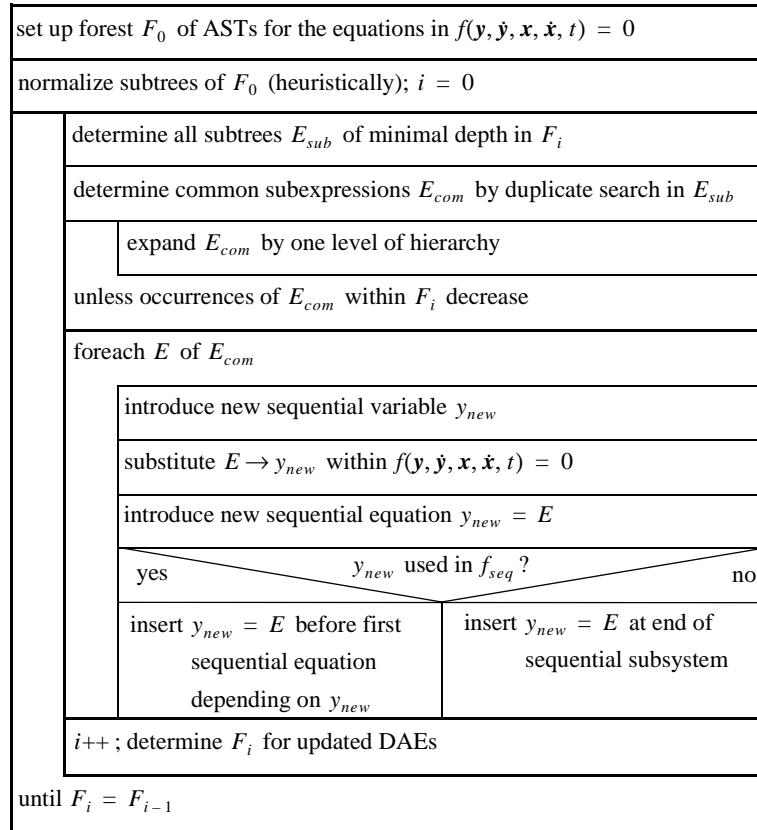 set up forest F₀ of ASTs for the equations in f(y, ẏ, x, ẋ, t) = 0
normalize subtrees of F₀ (heuristically); i = 0
determine all subtrees E_sub of minimal depth in F_i
determine common subexpressions E_com by duplicate search in E_sub
expand E_com by one level of hierarchy
unless occurrences of E_com within F_i decrease
foreach E of E_com
introduce new sequential variable y_new
substitute E → y_new within f(y, ẏ, x, ẋ, t) = 0
introduce new sequential equation y_new = E
y_new used in f_seq ?
yes
no
insert y_new = E before first
sequential equation
depending on y_new
insert y_new = E at end of
sequential subsystem
i++ ; determine F_i for updated DAEs
until F_i = F_{i-1}